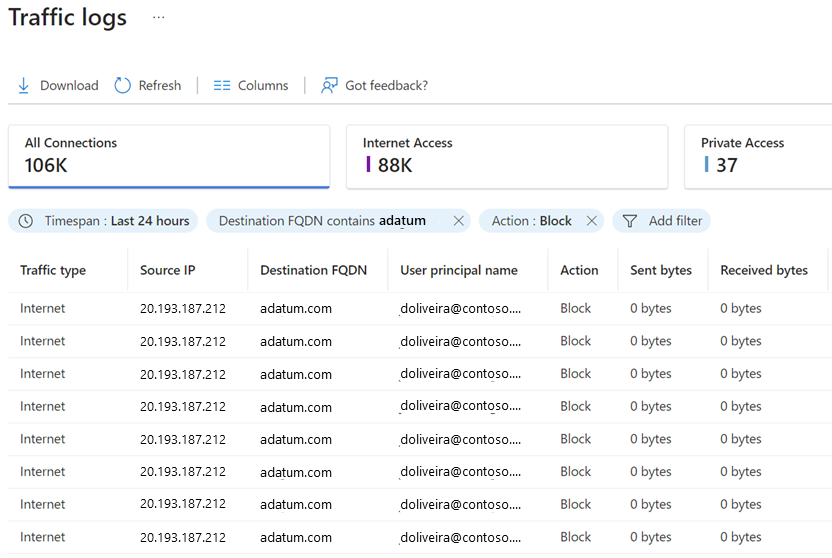 Traffic logs ...
Download Refresh Columns Got feedback?
All Connections Internet Access Private Access
106K 88K 37
Timespan : Last 24 hours Destination FQDN contains adatum Action : Block Add filter
Traffic type Source IP Destination FQDN User principal name Action Sent bytes Received bytes
Internet 20.193.187.212 adatum.com doliveira@contoso.... Block 0 bytes 0 bytes
Internet 20.193.187.212 adatum.com doliveira@contoso.... Block 0 bytes 0 bytes
Internet 20.193.187.212 adatum.com doliveira@contoso.... Block 0 bytes 0 bytes
Internet 20.193.187.212 adatum.com doliveira@contoso.... Block 0 bytes 0 bytes
Internet 20.193.187.212 adatum.com doliveira@contoso.... Block 0 bytes 0 bytes
Internet 20.193.187.212 adatum.com doliveira@contoso.... Block 0 bytes 0 bytes
Internet 20.193.187.212 adatum.com doliveira@contoso.... Block 0 bytes 0 bytes
Internet 20.193.187.212 adatum.com doliveira@contoso.... Block 0 bytes 0 bytes